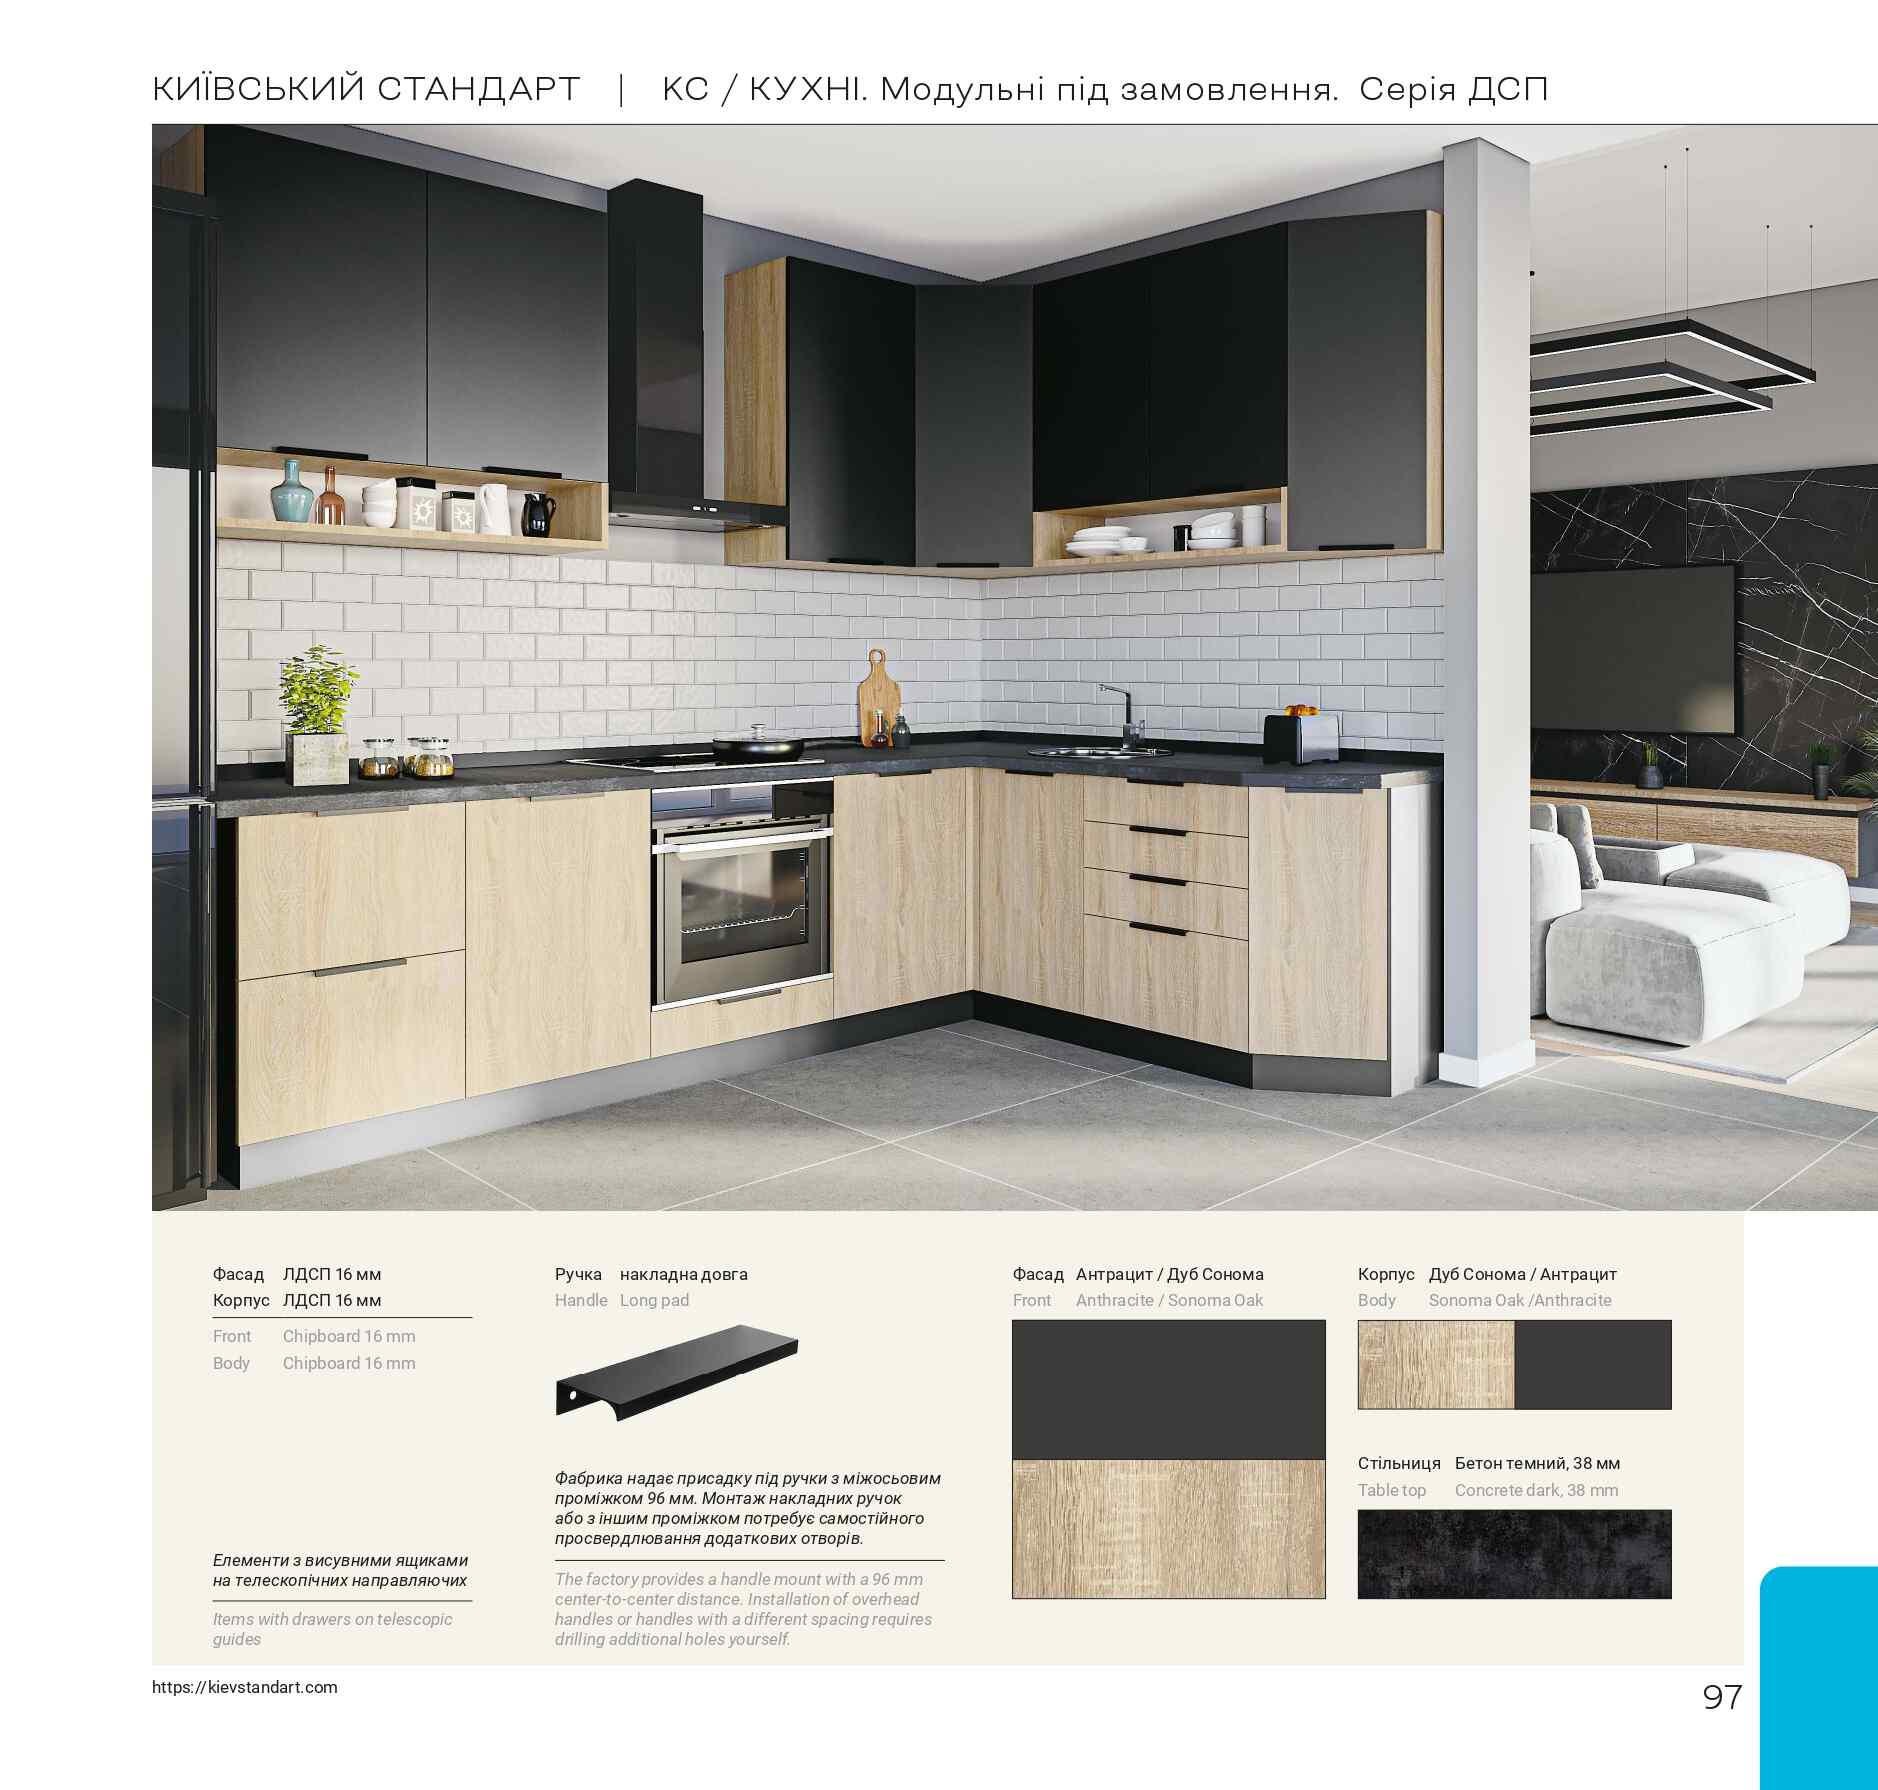 КИЇВСЬКИЙ СТАНДАРТ | КС / КУХНІ. Модульні під замовлення. Серія ДСП
Фасад ЛДСП 16 мм
Корпус ЛДСП 16 мм
Front Chipboard 16 mm
Body Chipboard 16 mm
Елементи з висувними ящиками
на телескопічних направляючих
Items with drawers on telescopic
guides
Ручка накладна довга
Handle Long pad
Фабрика надає присадку під ручки з міжосьовим
проміжком 96 мм. Монтаж накладних ручок
або з іншим проміжком потребує самостійного
просвердлювання додаткових отворів.
The factory provides a handle mount with a 96 mm
center-to-center distance. Installation of overhead
handles or handles with a different spacing requires
drilling additional holes yourself.
Фасад Антрацит / Дуб Сонома
Front Anthracite / Sonoma Oak
Корпус Дуб Сонома / Антрацит
Body Sonoma Oak /Anthracite
Стільниця Бетон темний, 38 мм
Table top Concrete dark, 38 mm
https://kievstandart.com
97